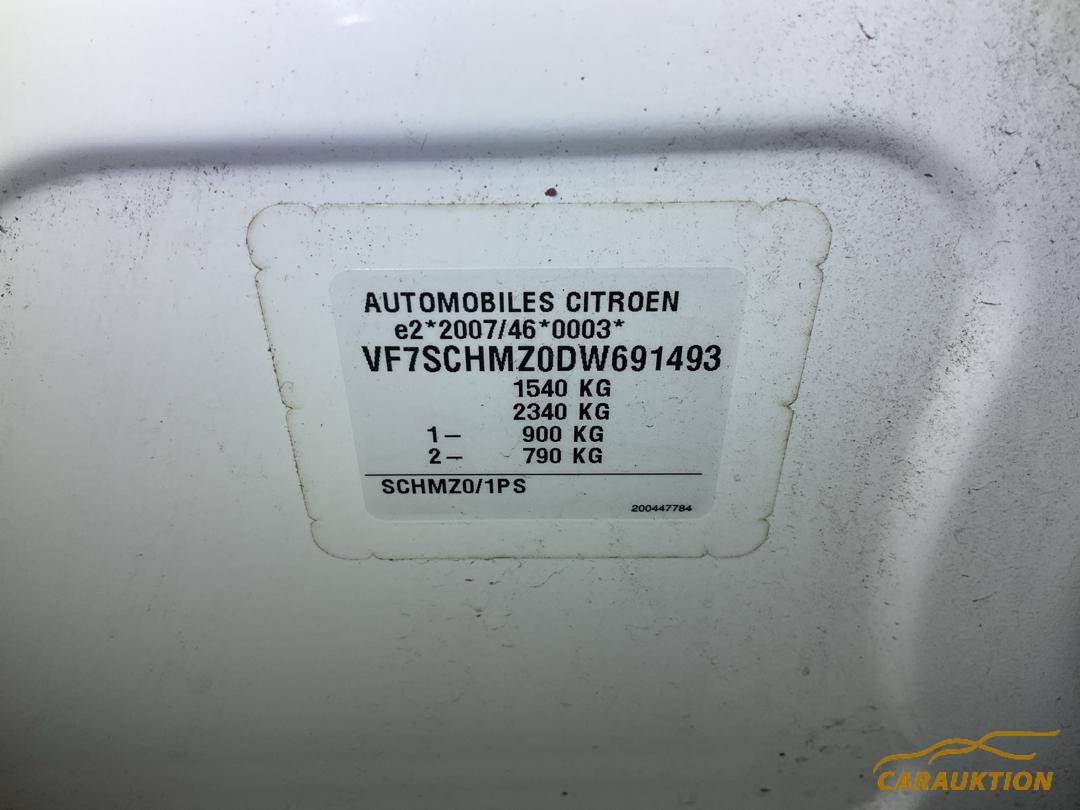 AUTOMOBILES CITROEN
e2*2007/46*0003*
VF7SCHMZ0DW691493
1540 KG
2340 KG
1– 900 KG
2– 790 KG
SCHMZ0/1PS
200447784
CARAUKTION